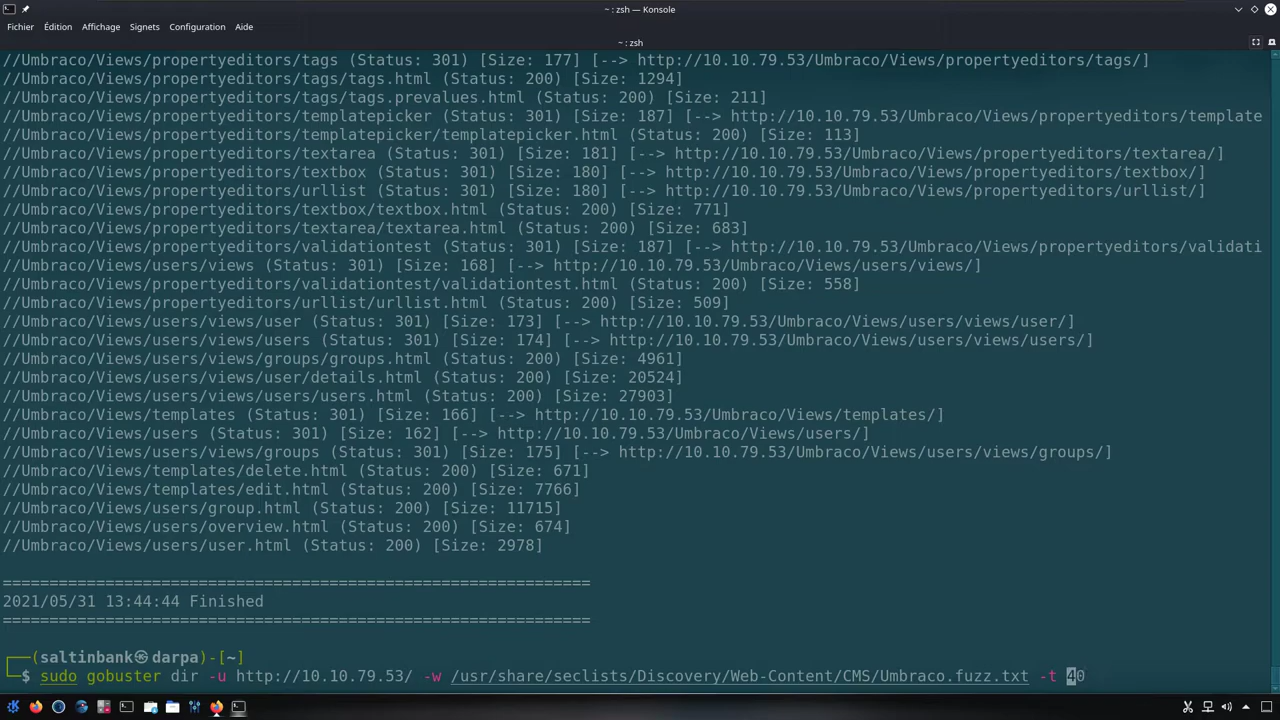 ~ : zsh — Konsole
Fichier Édition Affichage Signets Configuration Aide
~ : zsh
//Umbraco/Views/propertyeditors/tags (Status: 301) [Size: 177] [--> http://10.10.79.53/Umbraco/Views/propertyeditors/tags/]
//Umbraco/Views/propertyeditors/tags/tags.html (Status: 200) [Size: 1294]
//Umbraco/Views/propertyeditors/tags/tags.prevalues.html (Status: 200) [Size: 211]
//Umbraco/Views/propertyeditors/templatepicker (Status: 301) [Size: 187] [--> http://10.10.79.53/Umbraco/Views/propertyeditors/template
//Umbraco/Views/propertyeditors/templatepicker/templatepicker.html (Status: 200) [Size: 113]
//Umbraco/Views/propertyeditors/textarea (Status: 301) [Size: 181] [--> http://10.10.79.53/Umbraco/Views/propertyeditors/textarea/]
//Umbraco/Views/propertyeditors/textbox (Status: 301) [Size: 180] [--> http://10.10.79.53/Umbraco/Views/propertyeditors/textbox/]
//Umbraco/Views/propertyeditors/urllist (Status: 301) [Size: 180] [--> http://10.10.79.53/Umbraco/Views/propertyeditors/urllist/]
//Umbraco/Views/propertyeditors/textbox/textbox.html (Status: 200) [Size: 771]
//Umbraco/Views/propertyeditors/textarea/textarea.html (Status: 200) [Size: 683]
//Umbraco/Views/propertyeditors/validationtest (Status: 301) [Size: 187] [--> http://10.10.79.53/Umbraco/Views/propertyeditors/validati
//Umbraco/Views/users/views (Status: 301) [Size: 168] [--> http://10.10.79.53/Umbraco/Views/users/views/]
//Umbraco/Views/propertyeditors/validationtest/validationtest.html (Status: 200) [Size: 558]
//Umbraco/Views/propertyeditors/urllist/urllist.html (Status: 200) [Size: 509]
//Umbraco/Views/users/views/user (Status: 301) [Size: 173] [--> http://10.10.79.53/Umbraco/Views/users/views/user/]
//Umbraco/Views/users/views/users (Status: 301) [Size: 174] [--> http://10.10.79.53/Umbraco/Views/users/views/users/]
//Umbraco/Views/users/views/groups/groups.html (Status: 200) [Size: 4961]
//Umbraco/Views/users/views/user/details.html (Status: 200) [Size: 20524]
//Umbraco/Views/users/views/users/users.html (Status: 200) [Size: 27903]
//Umbraco/Views/templates (Status: 301) [Size: 166] [--> http://10.10.79.53/Umbraco/Views/templates/]
//Umbraco/Views/users (Status: 301) [Size: 162] [--> http://10.10.79.53/Umbraco/Views/users/]
//Umbraco/Views/users/views/groups (Status: 301) [Size: 175] [--> http://10.10.79.53/Umbraco/Views/users/views/groups/]
//Umbraco/Views/templates/delete.html (Status: 200) [Size: 671]
//Umbraco/Views/templates/edit.html (Status: 200) [Size: 7766]
//Umbraco/Views/users/group.html (Status: 200) [Size: 11715]
//Umbraco/Views/users/overview.html (Status: 200) [Size: 674]
//Umbraco/Views/users/user.html (Status: 200) [Size: 2978]
===============================================================
2021/05/31 13:44:44 Finished
===============================================================
┌──(saltinbank㉿darpa)-[~]
└─$ sudo gobuster dir -u http://10.10.79.53/ -w /usr/share/seclists/Discovery/Web-Content/CMS/Umbraco.fuzz.txt -t 40